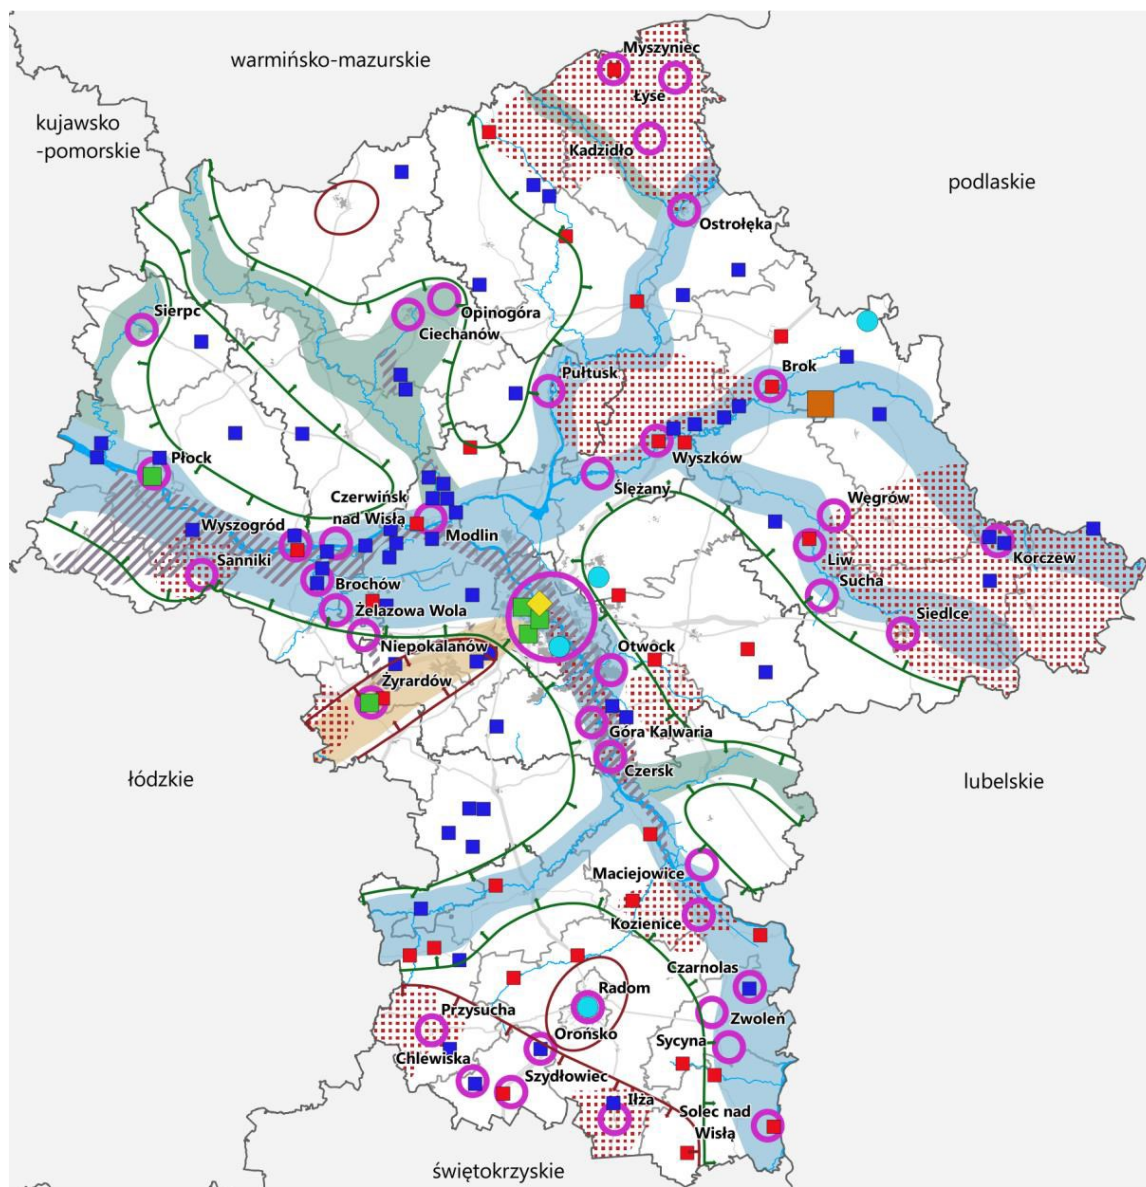 Myszyniec
warmińsko-mazurskie
Łyse
kujawsko
-pomorskie
Kadzidło
podlaskie
Ostrołęka
Sierpc
Opinogóra
Ciechanów
Pułtusk
Brok
Płock
Wyszków
Ślężany
Czerwińsk
nad Wisłą
Węgrów
Wyszogród
Modlin
Sanniki
Liw
Korczew
Brochów
Sucha
Żelazowa Wola
Siedlce
Niepokalanów
Otwock
Żyrardów
Góra Kalwaria
Czersk
łódzkie
lubelskie
Maciejowice
Kozienice
Czarnolas
Radom
Przysucha
Zwoleń
Orońsko
Sycyna
Chlewiska
Szydłowiec
Iłża
Solec nad
Wisłą
świętokrzyskie